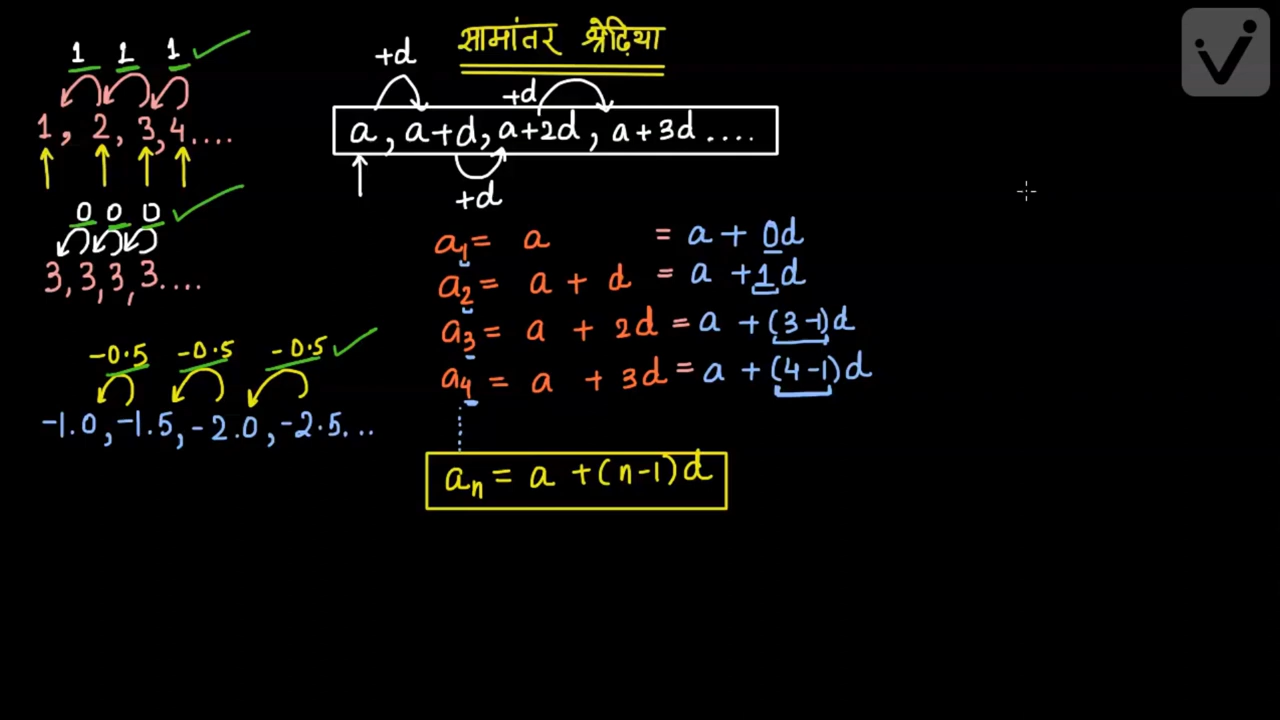 सामांतर श्रेढ़िया
1 1 1
1, 2, 3, 4....
0 0 0
3, 3, 3, 3....
-0.5 -0.5 -0.5
-1.0, -1.5, -2.0, -2.5...
+d +d
a, a+d, a+2d, a+3d....
+d
a1 = a = a + 0d
a2 = a + d = a + 1d
a3 = a + 2d = a + (3-1)d
a4 = a + 3d = a + (4-1)d
an = a + (n-1)d